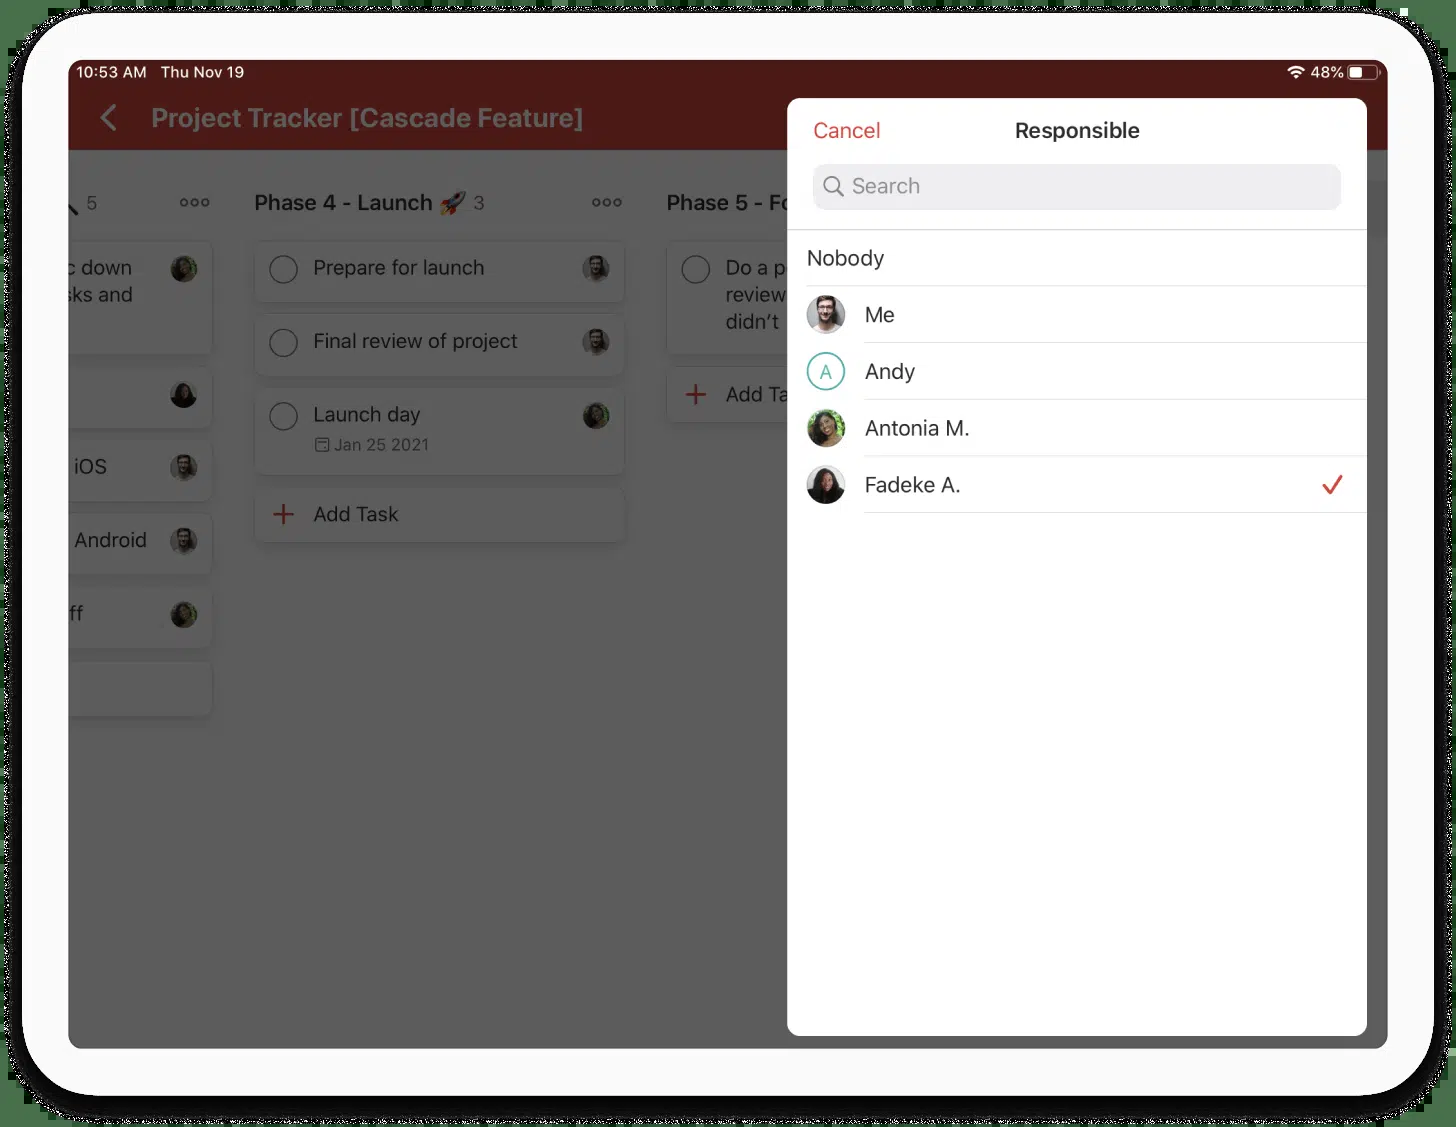 10:53 AM Thu Nov 19
48%
Project Tracker [Cascade Feature]
5
c down
sks and
iOS
Android
ff
Phase 4 - Launch 🚀 3
Prepare for launch
Final review of project
Launch day
Jan 25 2021
Add Task
Phase 5 - Fo
Do a p
review
didn’t
Add Ta
Cancel
Responsible
Search
Nobody
Me
A
Andy
Antonia M.
Fadeke A.